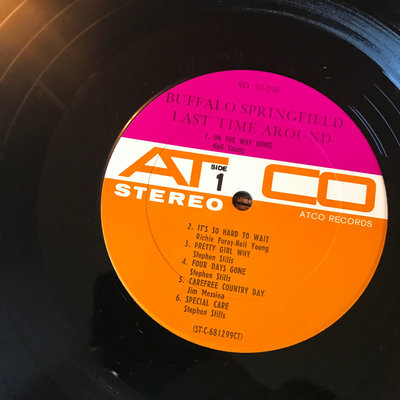 SD 33-256
BUFFALO SPRINGFIELD
LAST TIME AROUND
1. ON THE WAY HOME
Neil Young
ATCO
SIDE
1
STEREO
ATCO RECORDS
2. IT'S SO HARD TO WAIT
Richie Furay-Neil Young
3. PRETTY GIRL WHY
Stephen Stills
4. FOUR DAYS GONE
Stephen Stills
5. CAREFREE COUNTRY DAY
Jim Messina
6. SPECIAL CARE
Stephen Stills
(ST-C-681299CT)